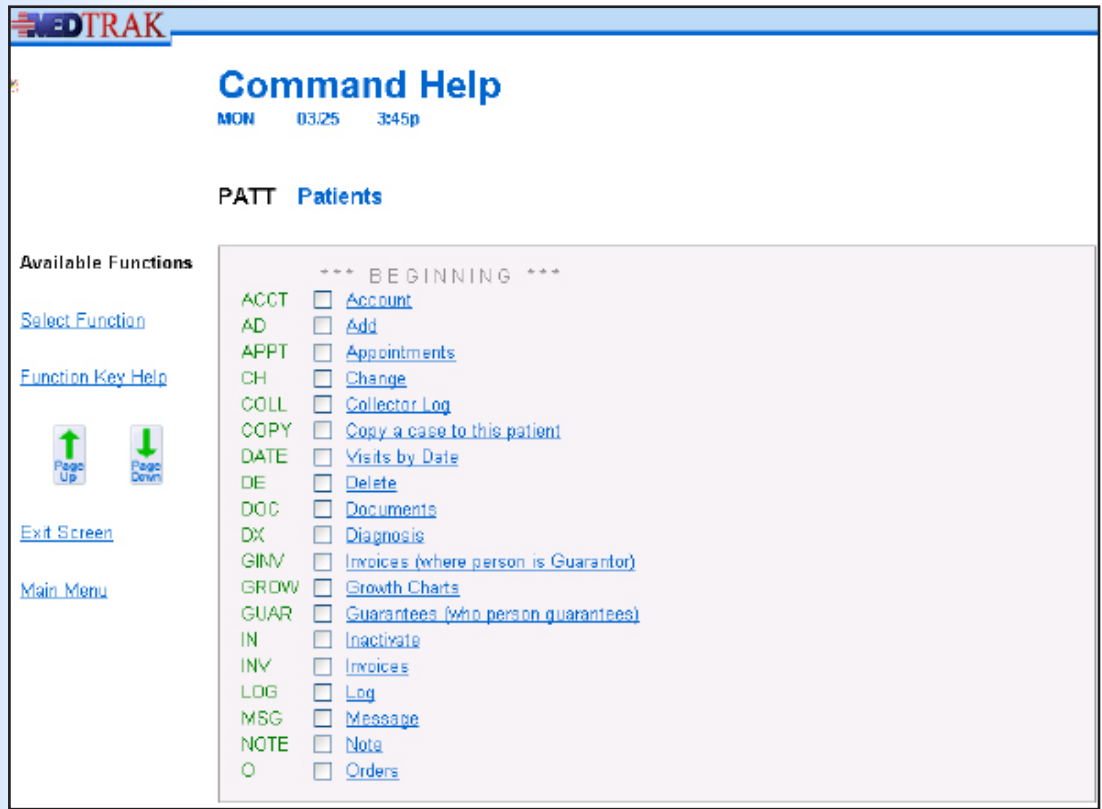 MEDTRAK
Command Help
MON 03/25 3:45p
PATT Patients
Available Functions
Select Function
Function Key Help
Page Up
Page Down
Exit Screen
Main Menu
*** BEGINNING ***
ACCT Account
AD Add
APPT Appointments
CH Change
COLL Collector Log
COPY Copy a case to this patient
DATE Visits by Date
DE Delete
DOC Documents
DX Diagnosis
GINV Invoices (where person is Guarantor)
GROW Growth Charts
GUAR Guarantees (who person guarantees)
IN Inactivate
INV Invoices
LOG Log
MSG Message
NOTE Note
O Orders